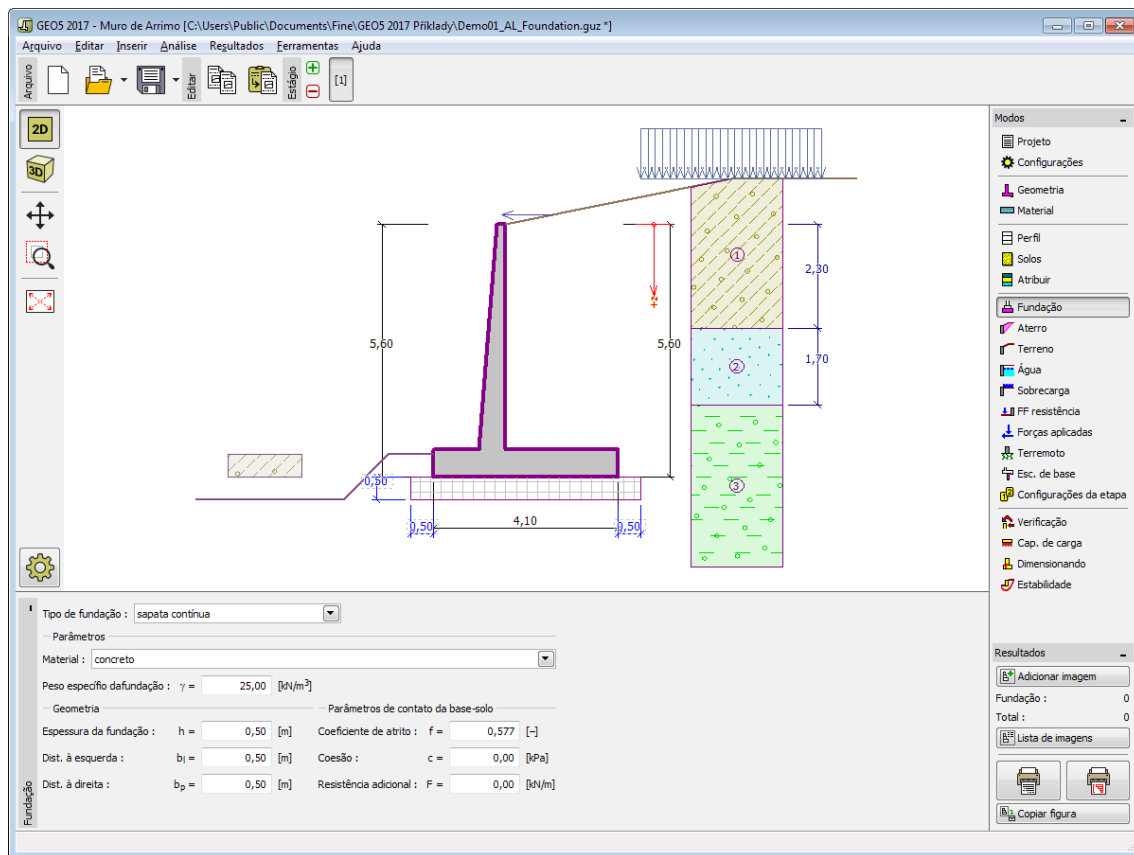 GEO5 2017 - Muro de Arrimo [C:\Users\Public\Documents\Fine\GEO5 2017 Příklady\Demo01_AL_Foundation.guz *]
Arquivo Editar Inserir Análise Resultados Ferramentas Ajuda
Arquivo
Editar
Estágio
[1]
2D
3D
5,60
5,60
+z
1
2
3
2,30
1,70
0,50
0,50
4,10
0,50
Modos
Projeto
Configurações
Geometria
Material
Perfil
Solos
Atribuir
Fundação
Aterro
Terreno
Água
Sobrecarga
FF resistência
Forças aplicadas
Terremoto
Esc. de base
Configurações da etapa
Verificação
Cap. de carga
Dimensionando
Estabilidade
Resultados
Adicionar imagem
Fundação : 0
Total : 0
Lista de imagens
Copiar figura
Fundação
Tipo de fundação : sapata contínua
Parâmetros
Material : concreto
Peso específio dafundação : γ = 25,00 [kN/m³]
Geometria
Espessura da fundação : h = 0,50 [m]
Dist. à esquerda : bl = 0,50 [m]
Dist. à direita : bp = 0,50 [m]
Parâmetros de contato da base-solo
Coeficiente de atrito : f = 0,577 [–]
Coesão : c = 0,00 [kPa]
Resistência adicional : F = 0,00 [kN/m]